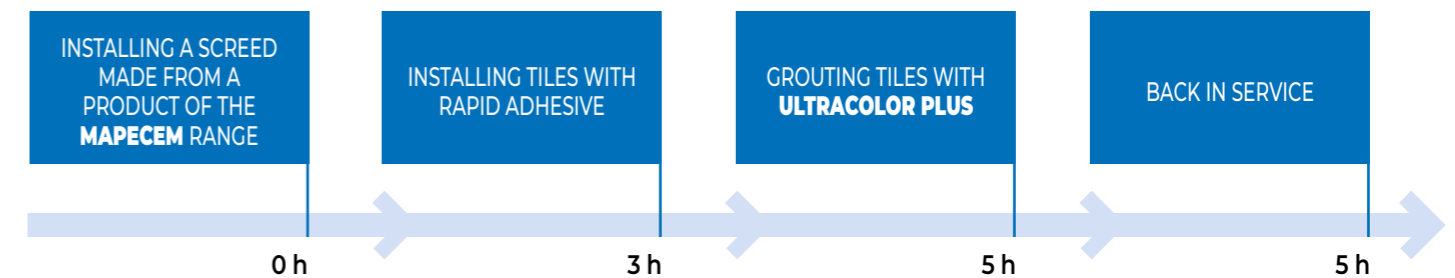 INSTALLING A SCREED
MADE FROM A
PRODUCT OF THE
MAPECEM RANGE
INSTALLING TILES WITH
RAPID ADHESIVE
GROUTING TILES WITH
ULTRACOLOR PLUS
BACK IN SERVICE
0 h
3 h
5 h
5 h